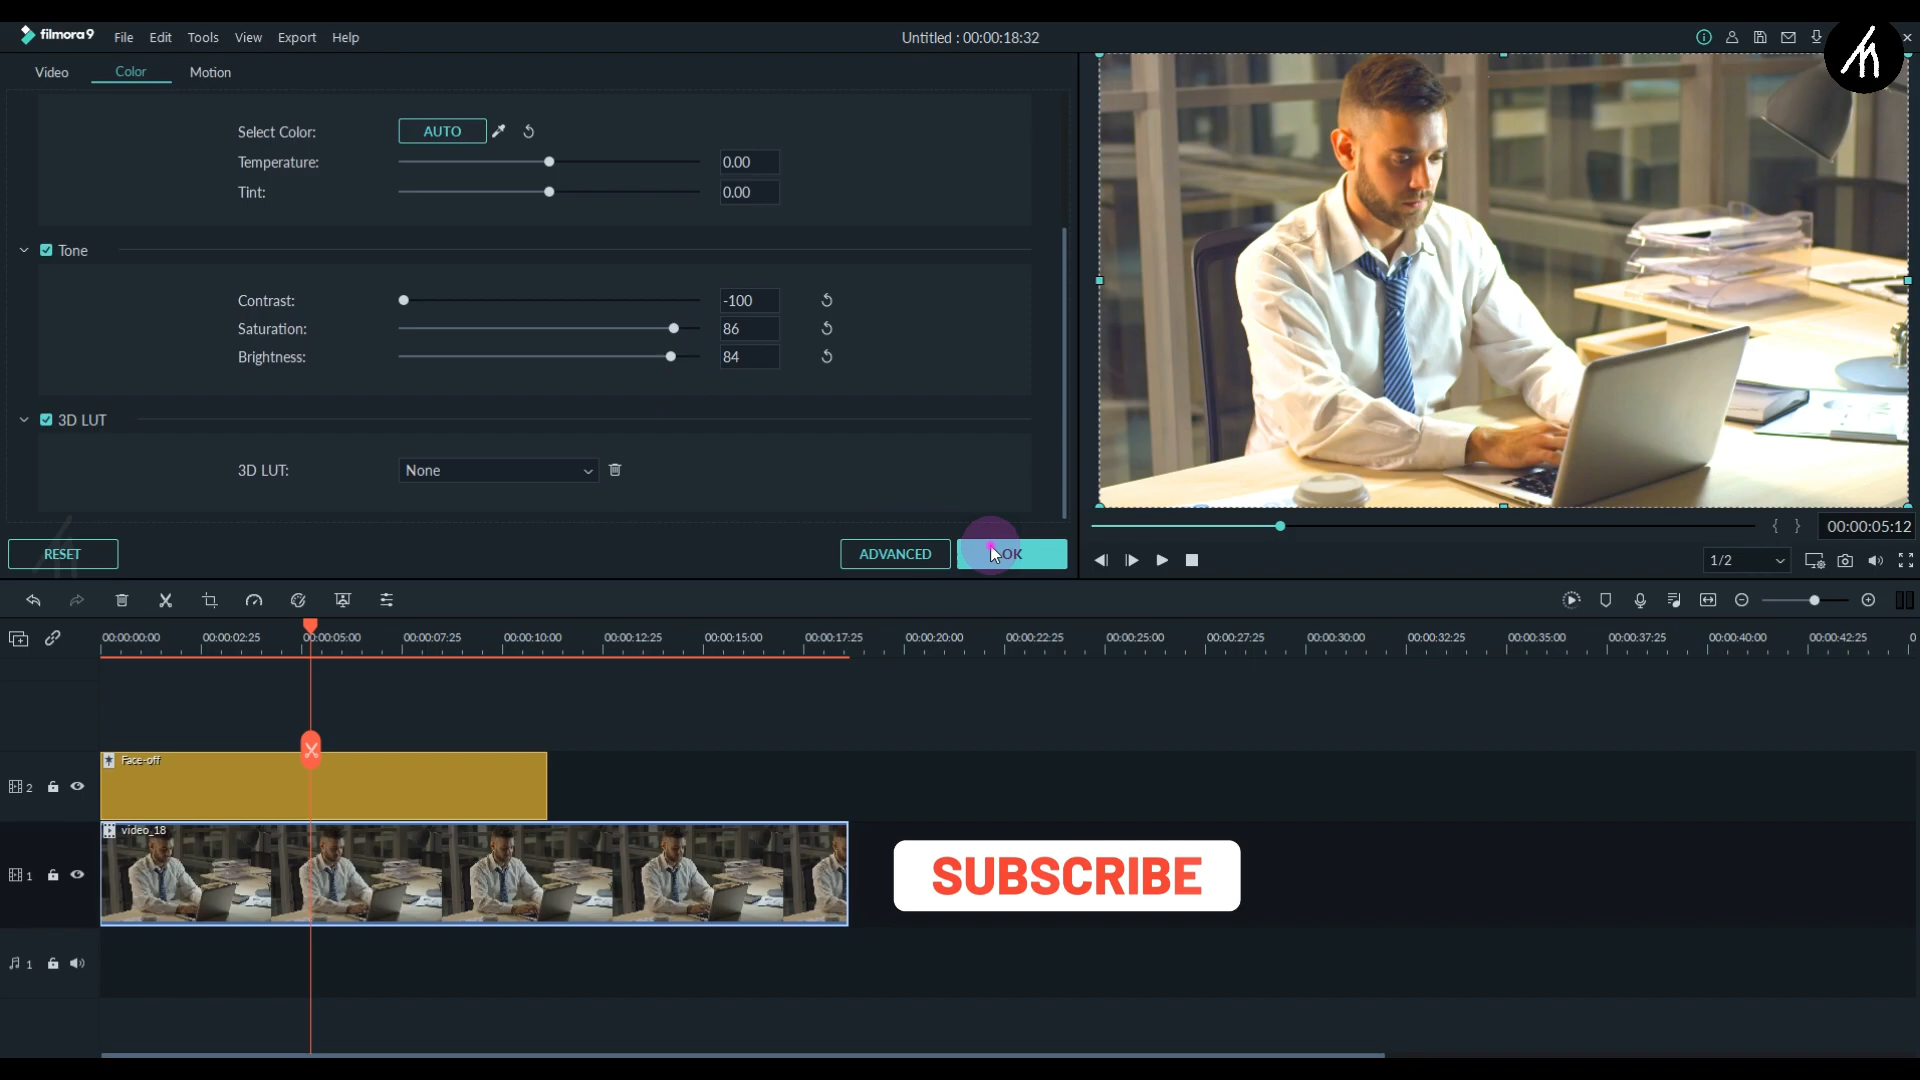 filmora9 File Edit Tools View Export Help Untitled : 00:00:18:32
Video Color Motion
Select Color: AUTO
Temperature: 0.00
Tint: 0.00
Tone
Contrast: -100
Saturation: 86
Brightness: 84
3D LUT
3D LUT: None
RESET ADVANCED OK
{ } 00:00:05:12
1/2
00:00:00:00 00:00:02:25 00:00:05:00 00:00:07:25 00:00:10:00 00:00:12:25 00:00:15:00 00:00:17:25 00:00:20:00 00:00:22:25 00:00:25:00 00:00:27:25 00:00:30:00 00:00:32:25 00:00:35:00 00:00:37:25 00:00:40:00 00:00:42:25 0
Face-off
2
video_18
1
SUBSCRIBE
1